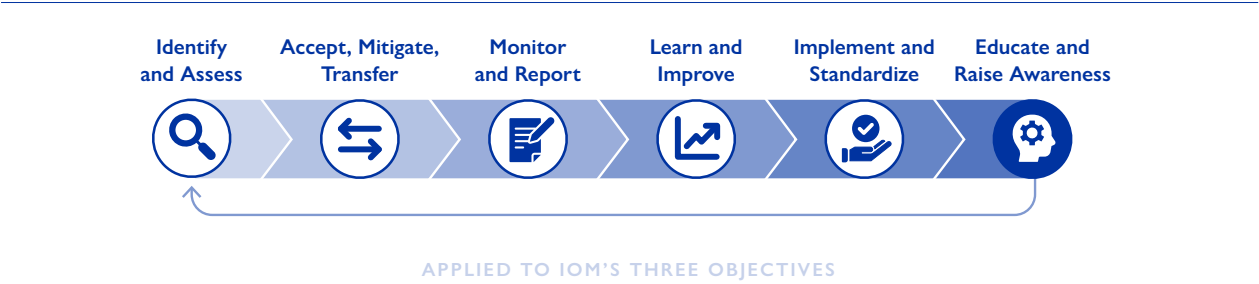 Identify
and Assess
Accept, Mitigate,
Transfer
Monitor
and Report
Learn and
Improve
Implement and
Standardize
Educate and
Raise Awareness
APPLIED TO IOM'S THREE OBJECTIVES